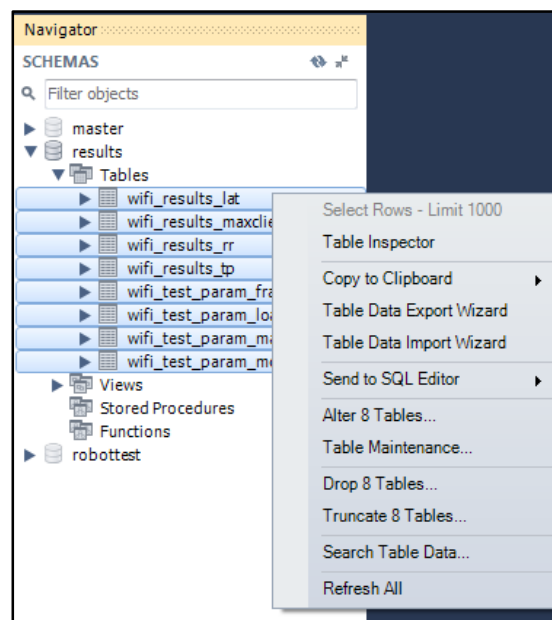 Navigator
SCHEMAS
Filter objects
master
results
Tables
wifi_results_lat
wifi_results_maxclie
wifi_results_rr
wifi_results_tp
wifi_test_param_fra
wifi_test_param_loa
wifi_test_param_ma
wifi_test_param_mo
Views
Stored Procedures
Functions
robottest
Select Rows - Limit 1000
Table Inspector
Copy to Clipboard
Table Data Export Wizard
Table Data Import Wizard
Send to SQL Editor
Alter 8 Tables...
Table Maintenance...
Drop 8 Tables...
Truncate 8 Tables...
Search Table Data...
Refresh All